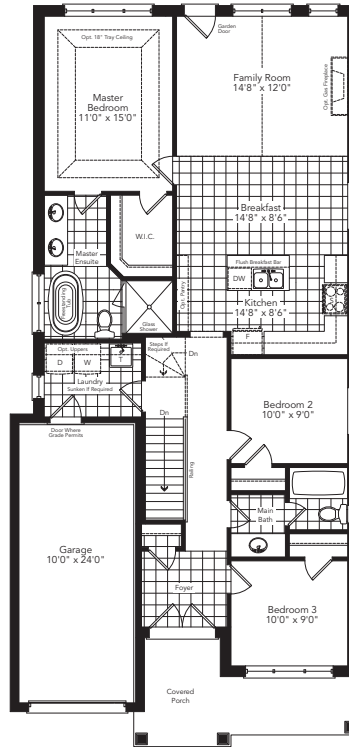 Garden
Door
Opt. 18" Tray Ceiling
Family Room
14'8" x 12'0"
Opt. Gas Fireplace
Master
Bedroom
11'0" x 15'0"
Breakfast
14'8" x 8'6"
W.I.C.
Master
Ensuite
Flush Breakfast Bar
DW
Freestanding
Tub
Opt. Pantry
Kitchen
14'8" x 8'6"
Glass
Shower
F
Opt. Uppers
D
W
T
Steps If
Required
Dn
Laundry
Sunken If Required
Bedroom 2
10'0" x 9'0"
Dn
Door Where
Grade Permits
Railing
Main
Bath
Garage
10'0" x 24'0"
Foyer
Bedroom 3
10'0" x 9'0"
Covered
Porch